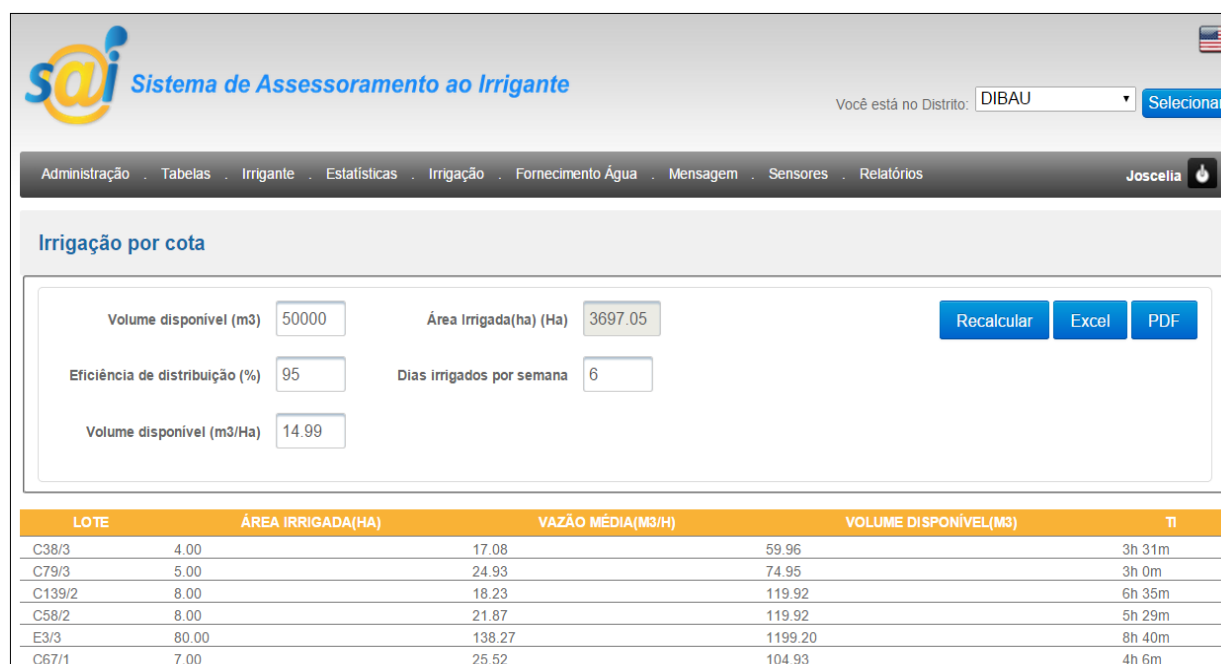 s@i Sistema de Assessoramento ao Irrigante
Você está no Distrito: DIBAU Selecionar
Administração . Tabelas . Irrigante . Estatísticas . Irrigação . Fornecimento Água . Mensagem . Sensores . Relatórios Joscelia
Irrigação por cota
Volume disponível (m3) 50000 Área Irrigada(ha) (Ha) 3697.05 Recalcular Excel PDF
Eficiência de distribuição (%) 95 Dias irrigados por semana 6
Volume disponível (m3/Ha) 14.99
LOTE ÁREA IRRIGADA(HA) VAZÃO MÉDIA(M3/H) VOLUME DISPONÍVEL(M3) TI
C38/3 4.00 17.08 59.96 3h 31m
C79/3 5.00 24.93 74.95 3h 0m
C139/2 8.00 18.23 119.92 6h 35m
C58/2 8.00 21.87 119.92 5h 29m
E3/3 80.00 138.27 1199.20 8h 40m
C67/1 7.00 25.52 104.93 4h 6m